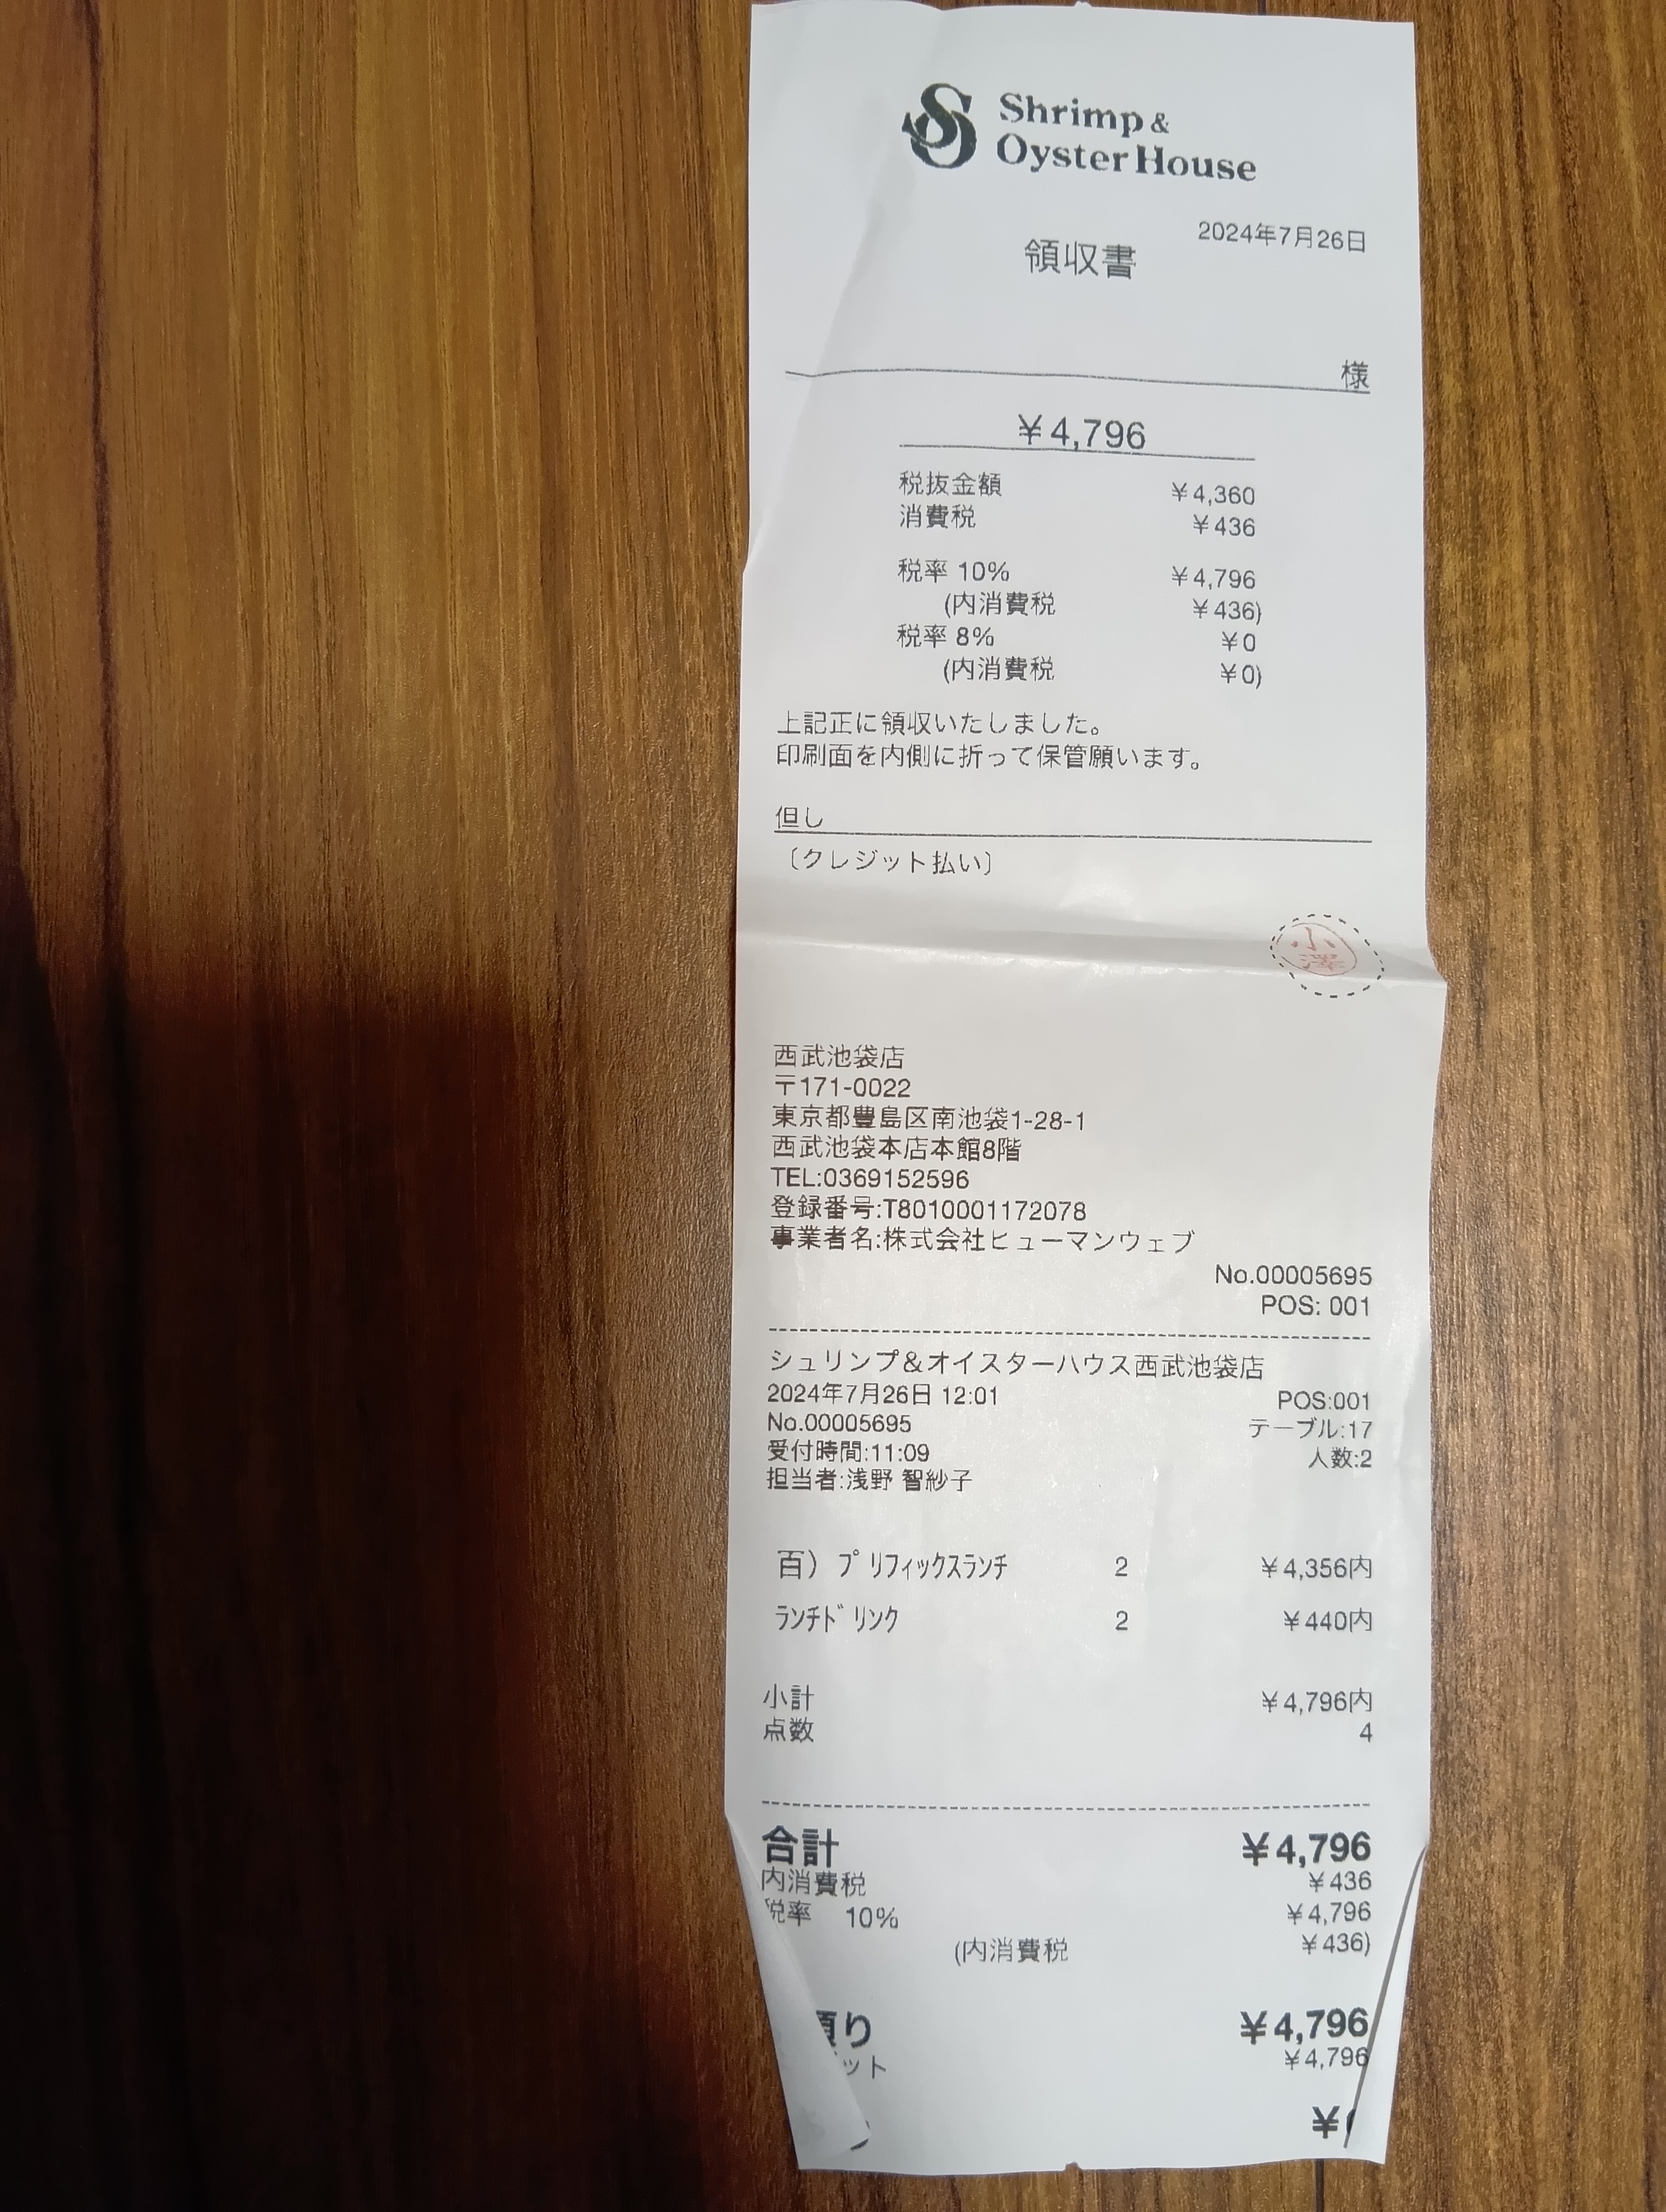 Shrimp &
Oyster House
2024年7月26日
領収書
様
¥4,796
税抜金額 ¥4,360
消費税 ¥436
税率 10% ¥4,796
(内消費税 ¥436)
税率 8% ¥0
(内消費税 ¥0)
上記正に領収いたしました。
印刷面を内側に折って保管願います。
但し
〔クレジット払い〕
小澤
西武池袋店
〒171-0022
東京都豊島区南池袋1-28-1
西武池袋本店本館8階
TEL:0369152596
登録番号:T8010001172078
事業者名:株式会社ヒューマンウェブ
No.00005695
POS: 001
シュリンプ&オイスターハウス西武池袋店
2024年7月26日 12:01 POS:001
No.00005695 テーブル:17
受付時間:11:09 人数:2
担当者:浅野 智紗子
百）ﾌﾟﾘﾌｨｯｸｽﾗﾝﾁ 2 ¥4,356内
ﾗﾝﾁﾄﾞﾘﾝｸ 2 ¥440内
小計 ¥4,796内
点数 4
合計 ¥4,796
内消費税 ¥436
税率 10% ¥4,796
(内消費税 ¥436)
り ¥4,796
ット ¥4,796
¥